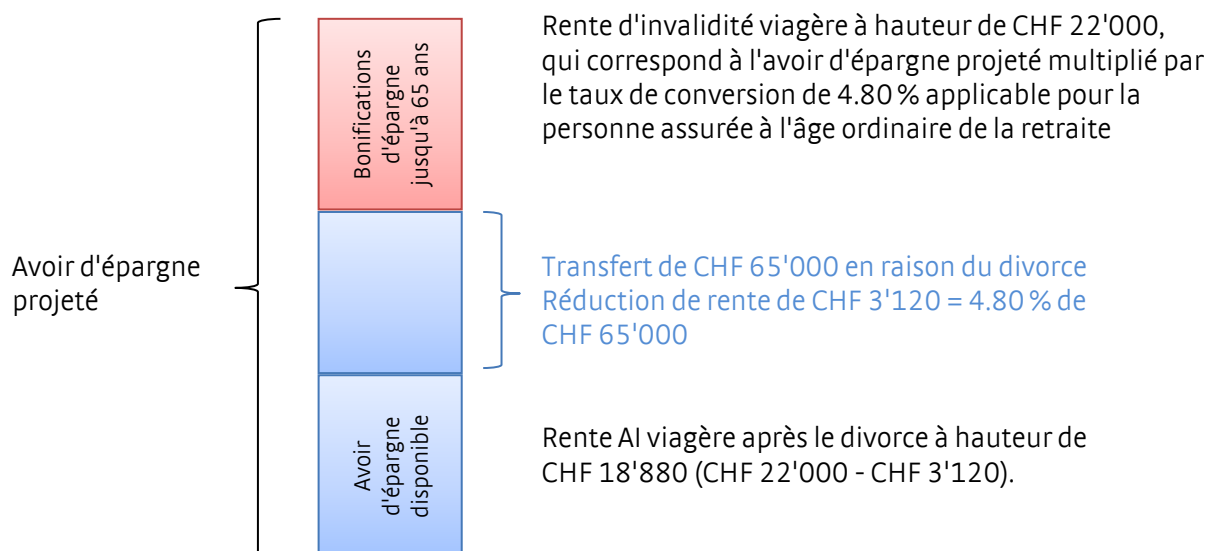 Rente d'invalidité viagère à hauteur de CHF 22'000,
qui correspond à l'avoir d'épargne projeté multiplié par
le taux de conversion de 4.80 % applicable pour la
personne assurée à l'âge ordinaire de la retraite
Bonifications
d'épargne
jusqu'à 65 ans
Avoir d'épargne
projeté
Transfert de CHF 65'000 en raison du divorce
Réduction de rente de CHF 3'120 = 4.80 % de
CHF 65'000
Avoir
d'épargne
disponible
Rente AI viagère après le divorce à hauteur de
CHF 18'880 (CHF 22'000 - CHF 3'120).